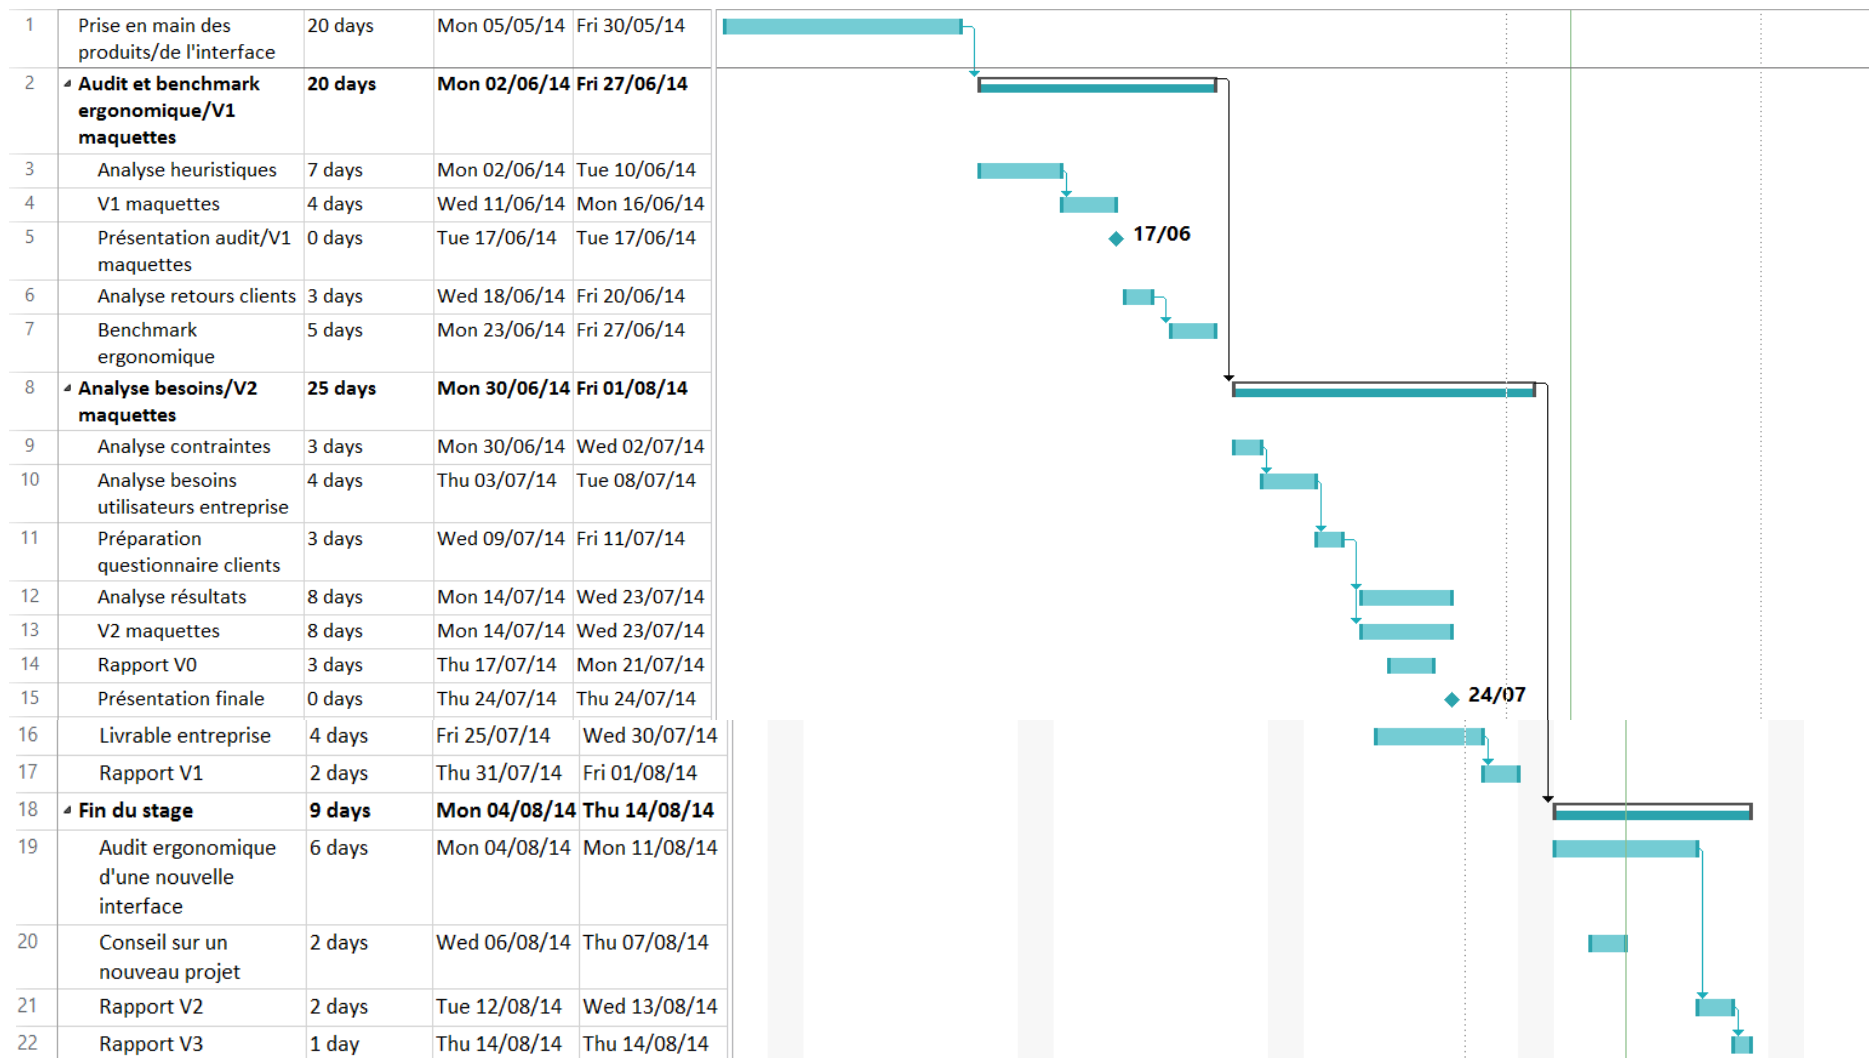 1 Prise en main des 20 days Mon 05/05/14 Fri 30/05/14
produits/de l'interface
2 Audit et benchmark 20 days Mon 02/06/14 Fri 27/06/14
ergonomique/V1
maquettes
3 Analyse heuristiques 7 days Mon 02/06/14 Tue 10/06/14
4 V1 maquettes 4 days Wed 11/06/14 Mon 16/06/14
5 Présentation audit/V1 0 days Tue 17/06/14 Tue 17/06/14 17/06
maquettes
6 Analyse retours clients 3 days Wed 18/06/14 Fri 20/06/14
7 Benchmark 5 days Mon 23/06/14 Fri 27/06/14
ergonomique
8 Analyse besoins/V2 25 days Mon 30/06/14 Fri 01/08/14
maquettes
9 Analyse contraintes 3 days Mon 30/06/14 Wed 02/07/14
10 Analyse besoins 4 days Thu 03/07/14 Tue 08/07/14
utilisateurs entreprise
11 Préparation 3 days Wed 09/07/14 Fri 11/07/14
questionnaire clients
12 Analyse résultats 8 days Mon 14/07/14 Wed 23/07/14
13 V2 maquettes 8 days Mon 14/07/14 Wed 23/07/14
14 Rapport V0 3 days Thu 17/07/14 Mon 21/07/14
15 Présentation finale 0 days Thu 24/07/14 Thu 24/07/14 24/07
16 Livrable entreprise 4 days Fri 25/07/14 Wed 30/07/14
17 Rapport V1 2 days Thu 31/07/14 Fri 01/08/14
18 Fin du stage 9 days Mon 04/08/14 Thu 14/08/14
19 Audit ergonomique 6 days Mon 04/08/14 Mon 11/08/14
d'une nouvelle
interface
20 Conseil sur un 2 days Wed 06/08/14 Thu 07/08/14
nouveau projet
21 Rapport V2 2 days Tue 12/08/14 Wed 13/08/14
22 Rapport V3 1 day Thu 14/08/14 Thu 14/08/14